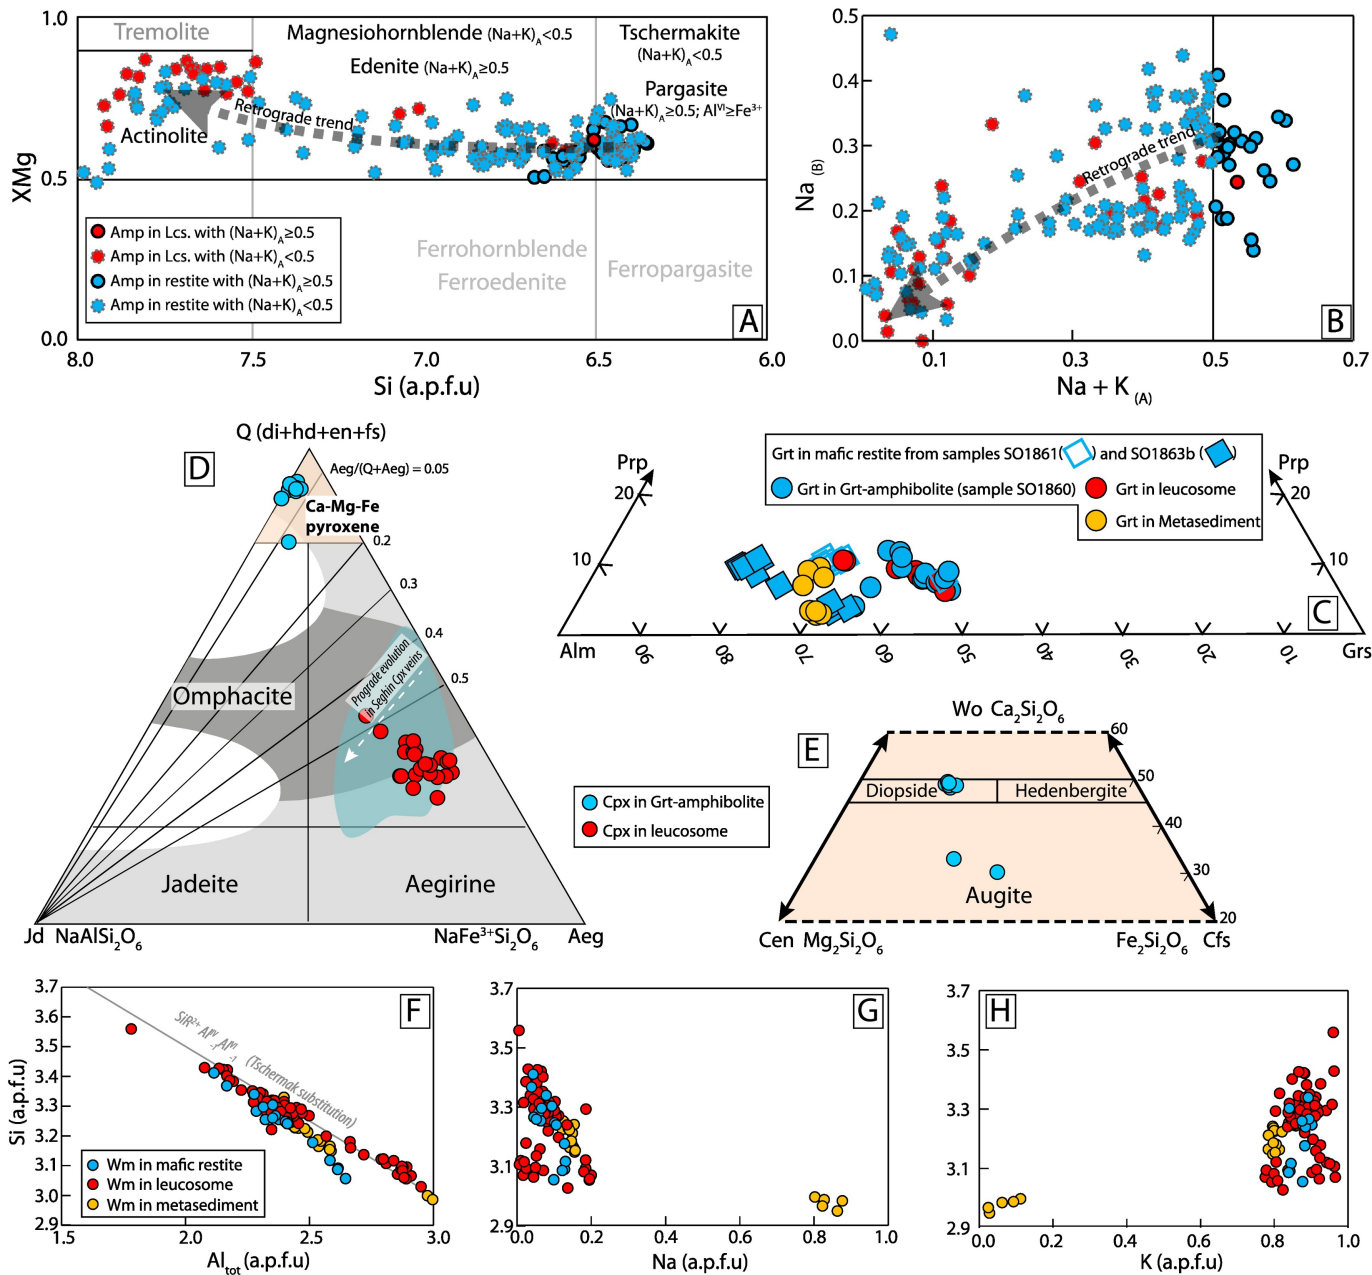 1.0
Tremolite
Magnesiohornblende (Na+K)A<0.5
Edenite (Na+K)A≥0.5
Tschermakite
(Na+K)A<0.5
Pargasite
(Na+K)A≥0.5; AlVI≥Fe3+
Retrograde trend
Actinolite
XMg
0.5
Amp in Lcs. with (Na+K)A≥0.5
Amp in Lcs. with (Na+K)A<0.5
Amp in restite with (Na+K)A≥0.5
Amp in restite with (Na+K)A<0.5
Ferrohornblende
Ferroedenite
Ferropargasite
A
0.0
8.0 7.5 7.0 6.5 6.0
Si (a.p.f.u)
0.5
0.4
0.3
0.2
0.1
0.0
Na (B)
Retrograde trend
B
0.1 0.3 0.5 0.7
Na + K (A)
Q (di+hd+en+fs)
D
Aeg/(Q+Aeg) = 0.05
Ca-Mg-Fe
pyroxene
0.2
0.3
0.4
0.5
Prograde evolution
in Seghin Cpx veins
Omphacite
Jadeite
Aegirine
Jd NaAlSi2O6
NaFe3+Si2O6 Aeg
Grt in mafic restite from samples SO1861 ( ) and SO1863b ( )
Grt in Grt-amphibolite (sample SO1860)
Grt in leucosome
Grt in Metasediment
Prp
20
10
Prp
20
10
C
Alm
90 80 70 60 50 40 30 20 10
Grs
Wo Ca2Si2O6
E
60
50
40
30
20
Diopside
Hedenbergite
Augite
Cen Mg2Si2O6
Fe2Si2O6 Cfs
Cpx in Grt-amphibolite
Cpx in leucosome
3.7
3.6
3.5
3.4
3.3
3.2
3.1
3.0
2.9
Si (a.p.f.u)
SiR2+ AlIV-1AlVI-1 (Tschermak substitution)
F
Wm in mafic restite
Wm in leucosome
Wm in metasediment
1.5 2.0 2.5 3.0
Altot (a.p.f.u)
3.7
3.5
3.3
3.1
2.9
G
0.0 0.2 0.4 0.6 0.8 1.0
Na (a.p.f.u)
3.7
3.5
3.3
3.1
2.9
H
0.0 0.2 0.4 0.6 0.8 1.0
K (a.p.f.u)